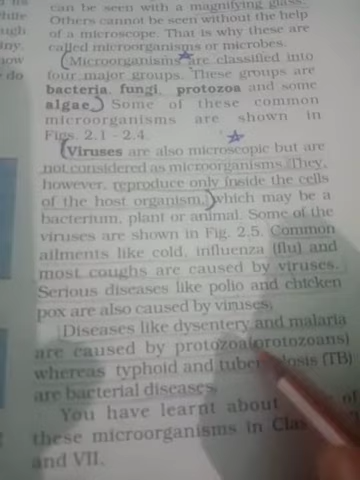 can be seen with a magnifying glass.
Others cannot be seen without the help
of a microscope. That is why these are
called microorganisms or microbes.
Microorganisms are classified into
four major groups. These groups are
bacteria, fungi, protozoa and some
algae. Some of these common
microorganisms are shown in
Figs. 2.1 - 2.4.
Viruses are also microscopic but are
not considered as microorganisms. They,
however, reproduce only inside the cells
of the host organism, which may be a
bacterium, plant or animal. Some of the
viruses are shown in Fig. 2.5. Common
ailments like cold, influenza (flu) and
most coughs are caused by viruses.
Serious diseases like polio and chicken
pox are also caused by viruses.
Diseases like dysentery and malaria
are caused by protozoa(protozoans)
whereas typhoid and tuberculosis (TB)
are bacterial diseases.
You have learnt about of
these microorganisms in
and VII.